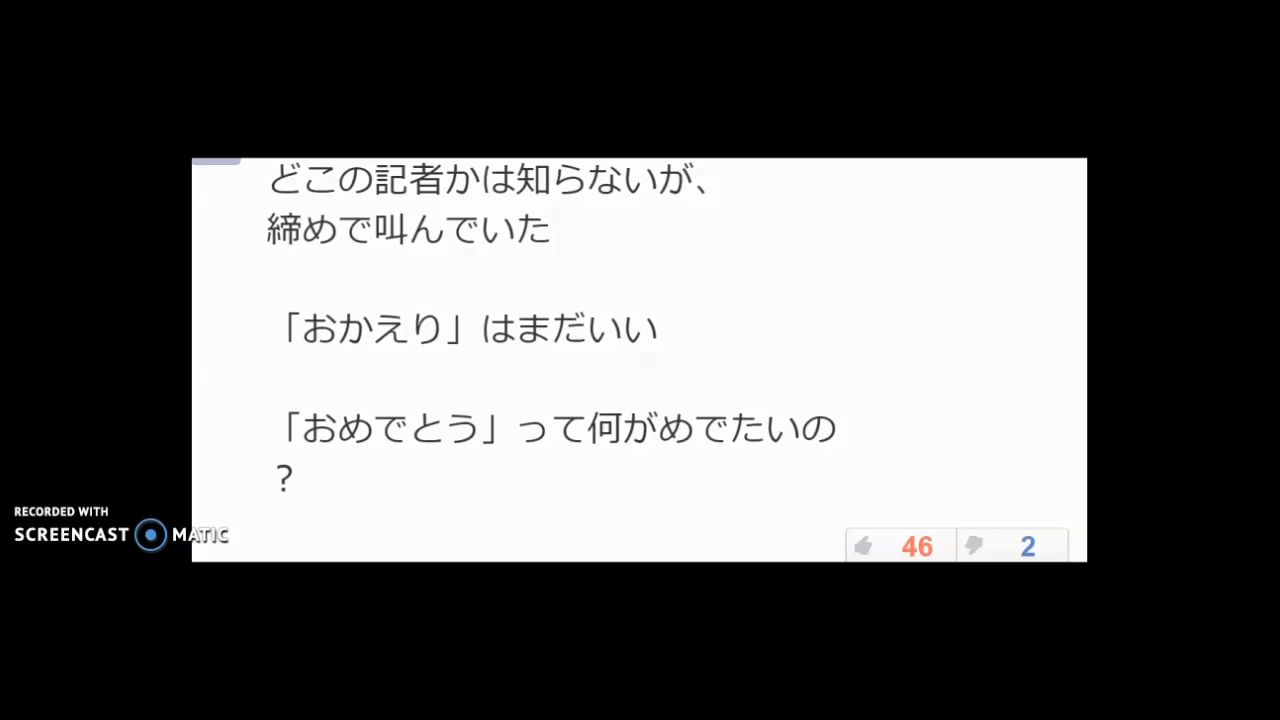 どこの記者かは知らないが、
締めで叫んでいた
「おかえり」はまだいい
「おめでとう」って何がめでたいの
？
46 2
RECORDED WITH
SCREENCAST MATIC